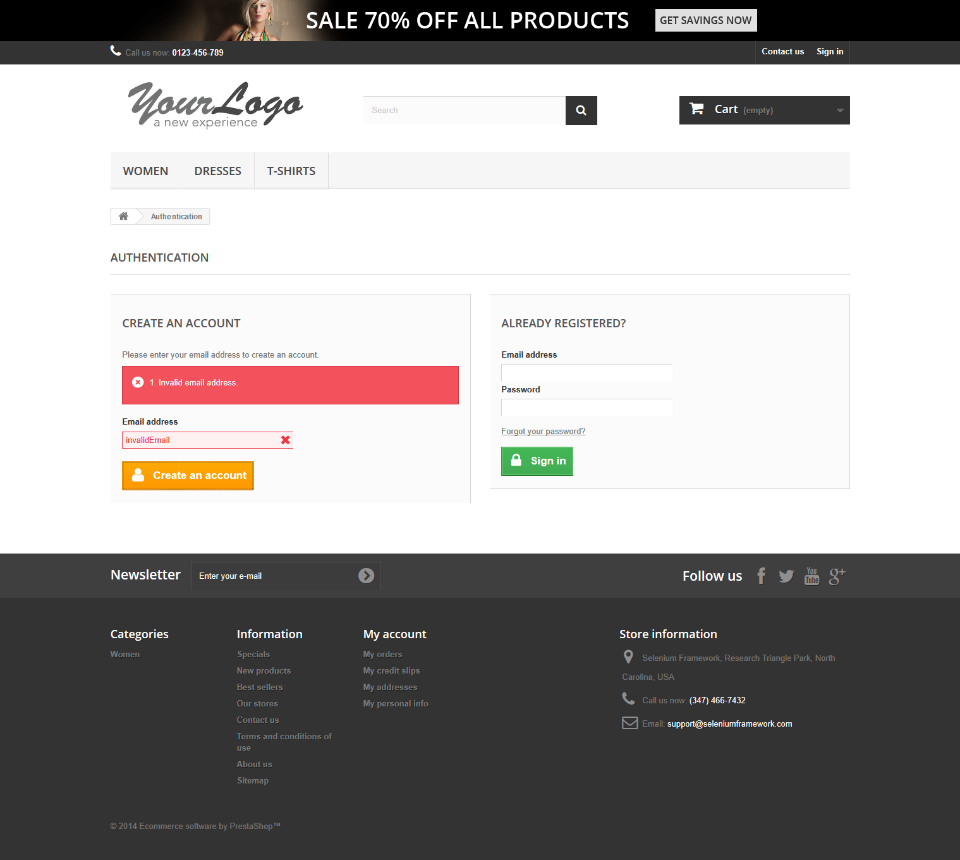 SALE 70% OFF ALL PRODUCTS GET SAVINGS NOW
Call us now: 0123-456-789 Contact us Sign in
YourLogo
a new experience
Search
Cart (empty)
WOMEN DRESSES T-SHIRTS
Authentication
AUTHENTICATION
CREATE AN ACCOUNT
Please enter your email address to create an account.
1. Invalid email address.
Email address
invalidEmail
Create an account
ALREADY REGISTERED?
Email address
Password
Forgot your password?
Sign in
Newsletter Enter your e-mail
Follow us
Categories
Women
Information
Specials
New products
Best sellers
Our stores
Contact us
Terms and conditions of
use
About us
Sitemap
My account
My orders
My credit slips
My addresses
My personal info
Store information
Selenium Framework, Research Triangle Park, North
Carolina, USA
Call us now: (347) 466-7432
Email: support@seleniumframework.com
© 2014 Ecommerce software by PrestaShop™